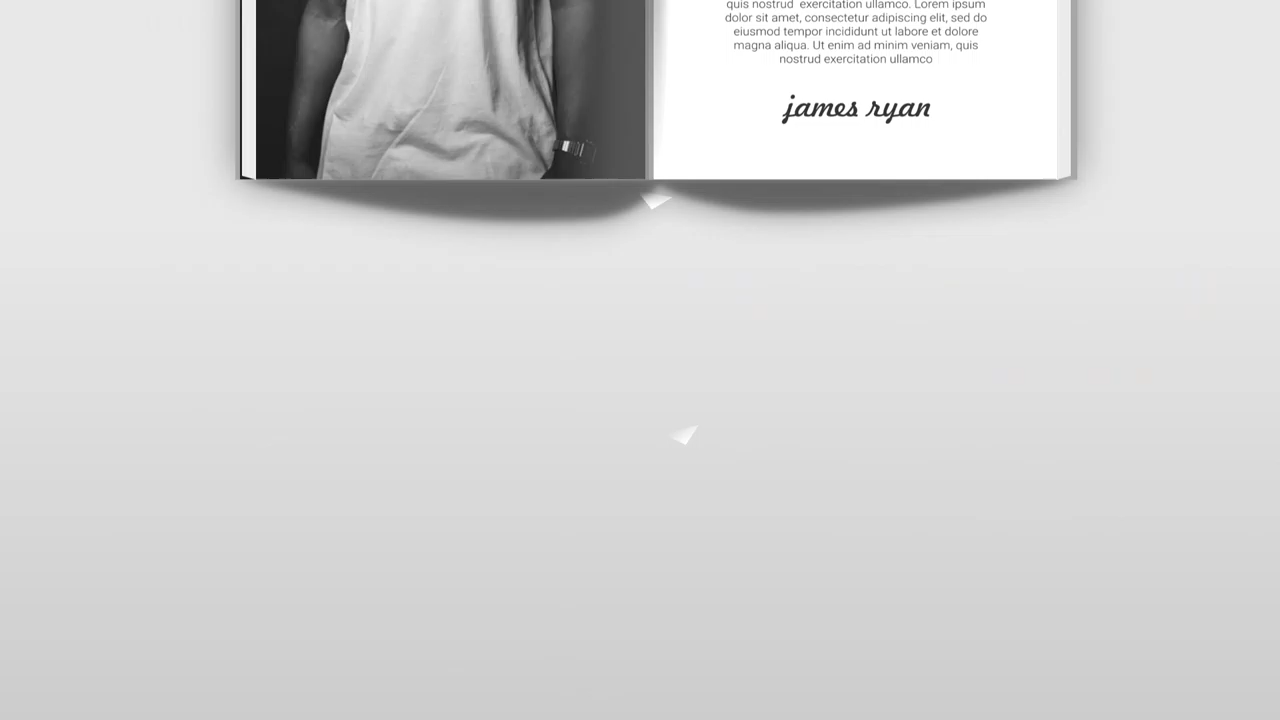 quis nostrud exercitation ullamco. Lorem ipsum
dolor sit amet, consectetur adipiscing elit, sed do
eiusmod tempor incididunt ut labore et dolore
magna aliqua. Ut enim ad minim veniam, quis
nostrud exercitation ullamco
james ryan